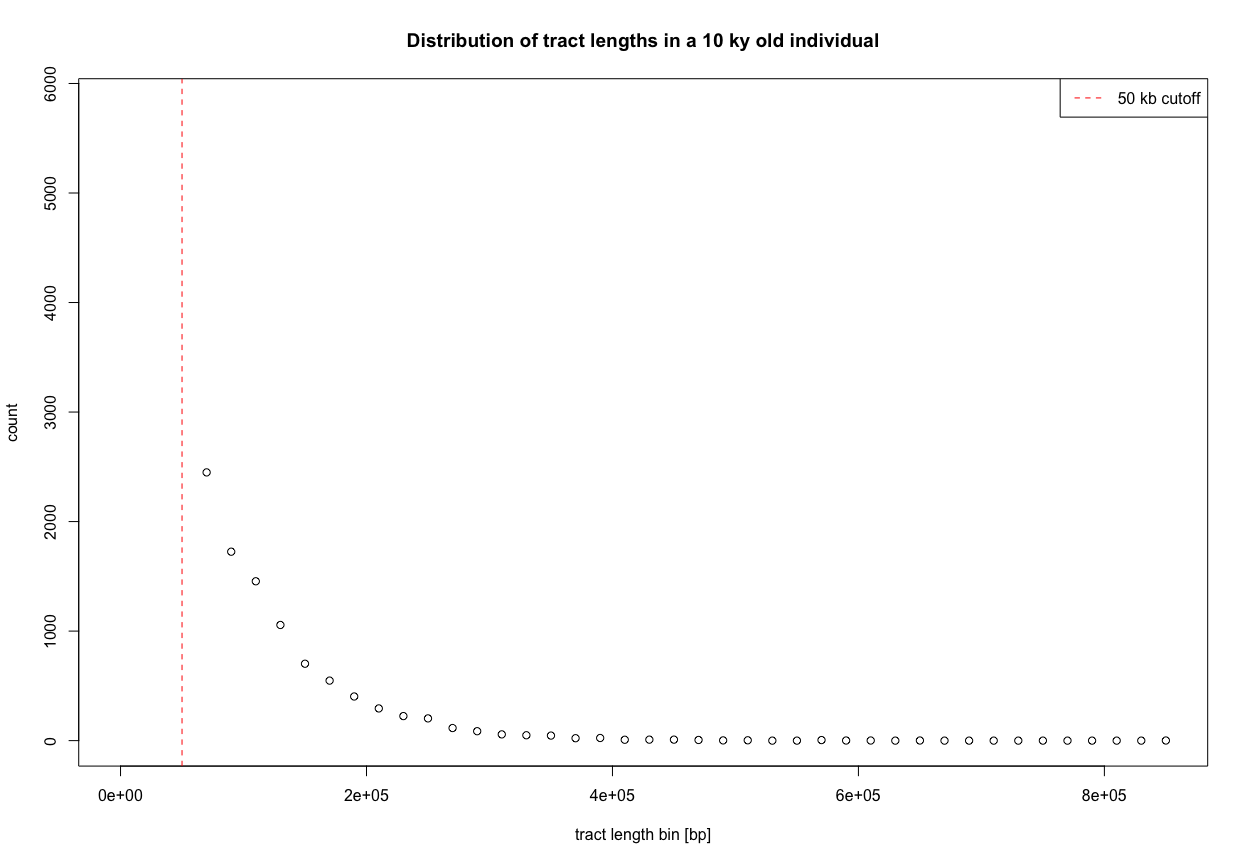 Distribution of tract lengths in a 10 ky old individual
50 kb cutoff
6000
5000
4000
3000
2000
1000
0
count
0e+00 2e+05 4e+05 6e+05 8e+05
tract length bin [bp]